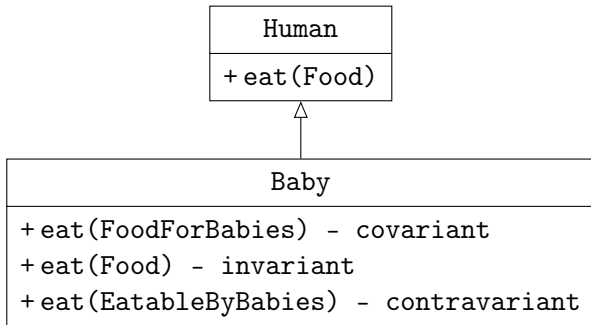 Human
+ eat(Food)
Baby
+ eat(FoodForBabies) - covariant
+ eat(Food) - invariant
+ eat(EatableByBabies) - contravariant